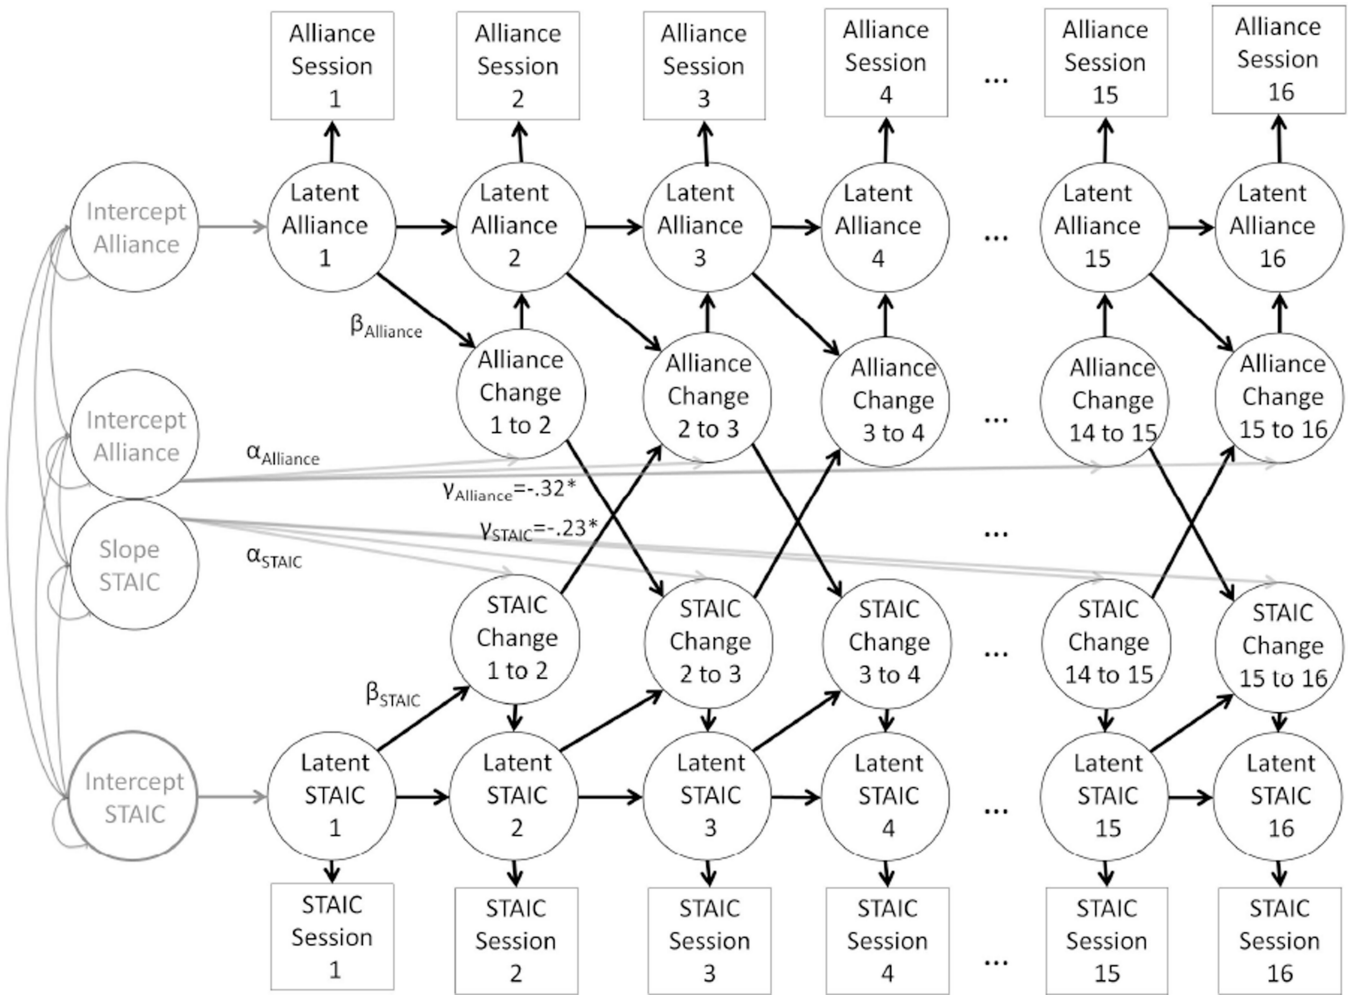 Alliance
Session
1
Alliance
Session
2
Alliance
Session
3
Alliance
Session
4
...
Alliance
Session
15
Alliance
Session
16
Intercept
Alliance
Latent
Alliance
1
Latent
Alliance
2
Latent
Alliance
3
Latent
Alliance
4
...
Latent
Alliance
15
Latent
Alliance
16
βAlliance
Alliance
Change
1 to 2
Alliance
Change
2 to 3
Alliance
Change
3 to 4
...
Alliance
Change
14 to 15
Alliance
Change
15 to 16
Intercept
Alliance
αAlliance
γAlliance=-.32*
γSTAIC=-.23*
...
Slope
STAIC
αSTAIC
STAIC
Change
1 to 2
STAIC
Change
2 to 3
STAIC
Change
3 to 4
...
STAIC
Change
14 to 15
STAIC
Change
15 to 16
βSTAIC
Intercept
STAIC
Latent
STAIC
1
Latent
STAIC
2
Latent
STAIC
3
Latent
STAIC
4
...
Latent
STAIC
15
Latent
STAIC
16
STAIC
Session
1
STAIC
Session
2
STAIC
Session
3
STAIC
Session
4
...
STAIC
Session
15
STAIC
Session
16